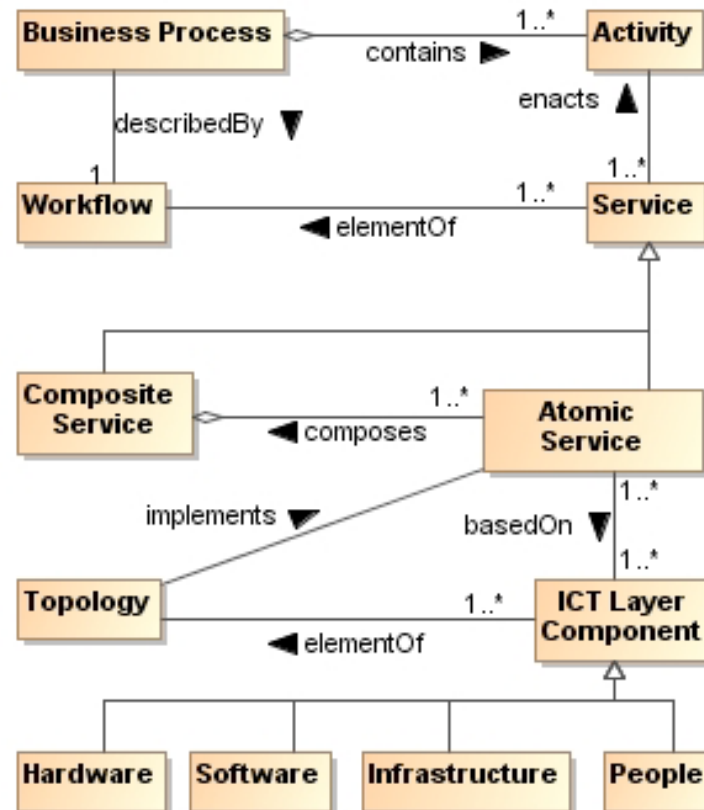 Business Process
1..*
Activity
contains
enacts
describedBy
1
1..*
1..*
Workflow
Service
elementOf
Composite
Service
1..*
Atomic
Service
composes
1..*
implements
basedOn
1..*
Topology
1..*
ICT Layer
Component
elementOf
Hardware
Software
Infrastructure
People